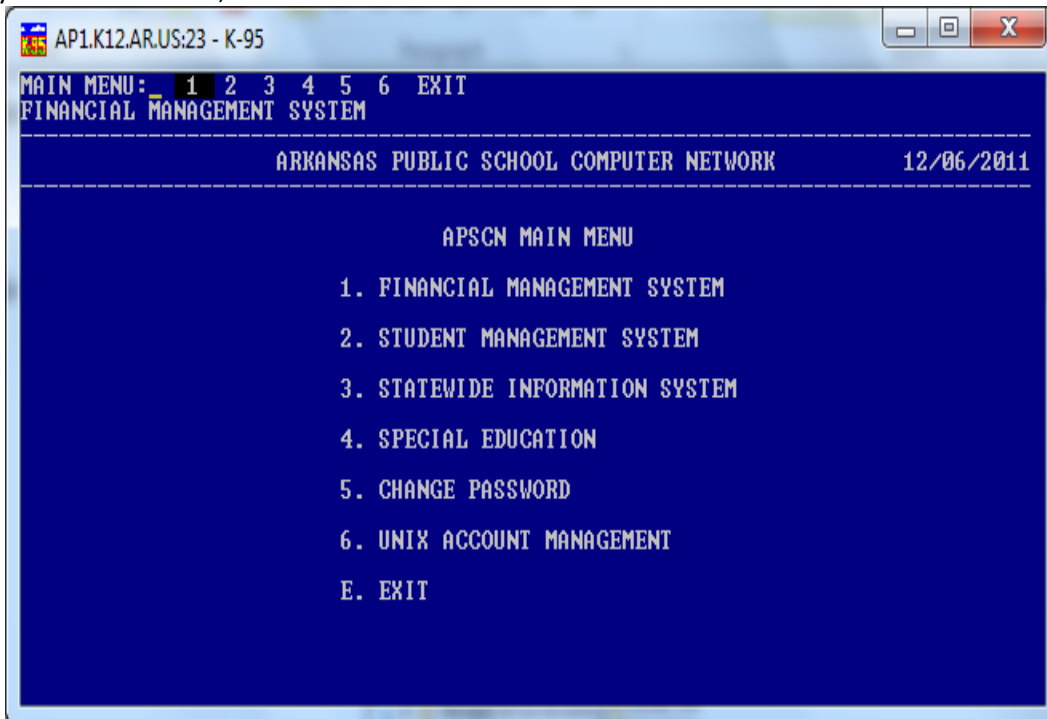 AP1.K12.AR.US:23 - K-95
MAIN MENU:_ 1 2 3 4 5 6 EXIT
FINANCIAL MANAGEMENT SYSTEM
ARKANSAS PUBLIC SCHOOL COMPUTER NETWORK 12/06/2011
APSCN MAIN MENU
1. FINANCIAL MANAGEMENT SYSTEM
2. STUDENT MANAGEMENT SYSTEM
3. STATEWIDE INFORMATION SYSTEM
4. SPECIAL EDUCATION
5. CHANGE PASSWORD
6. UNIX ACCOUNT MANAGEMENT
E. EXIT